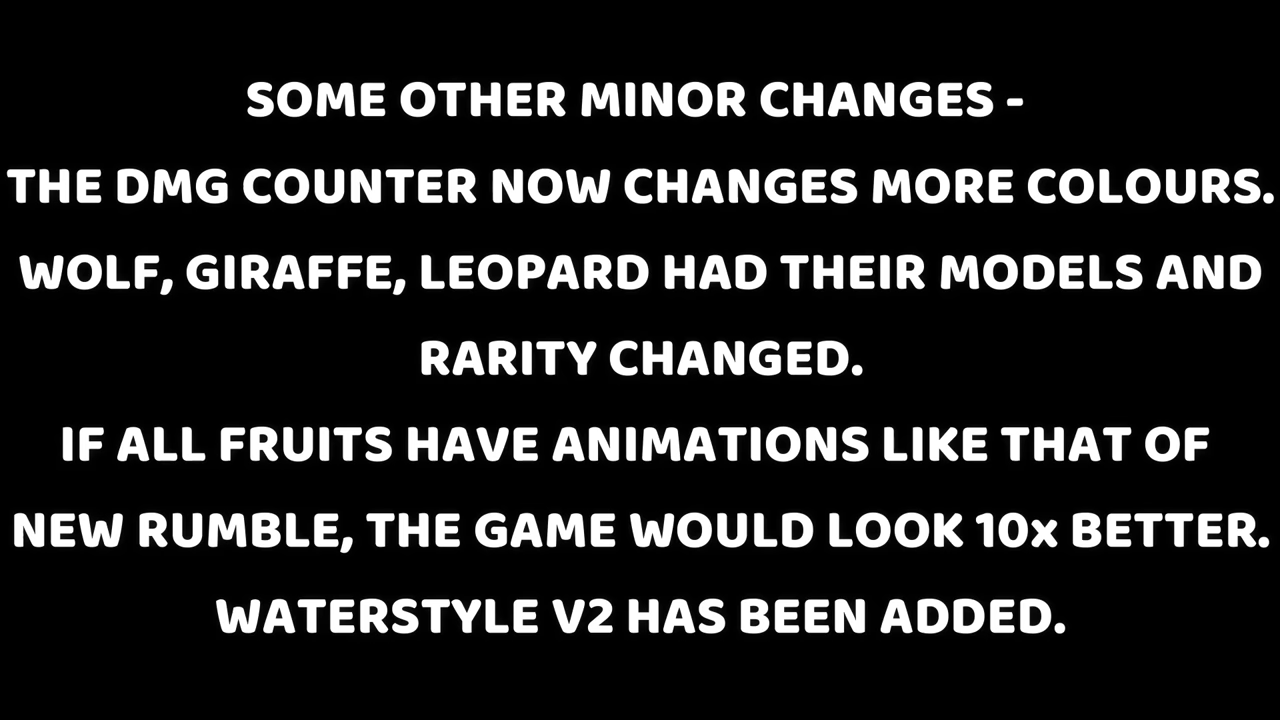 SOME OTHER MINOR CHANGES -
THE DMG COUNTER NOW CHANGES MORE COLOURS.
WOLF, GIRAFFE, LEOPARD HAD THEIR MODELS AND
RARITY CHANGED.
IF ALL FRUITS HAVE ANIMATIONS LIKE THAT OF
NEW RUMBLE, THE GAME WOULD LOOK 10x BETTER.
WATERSTYLE V2 HAS BEEN ADDED.